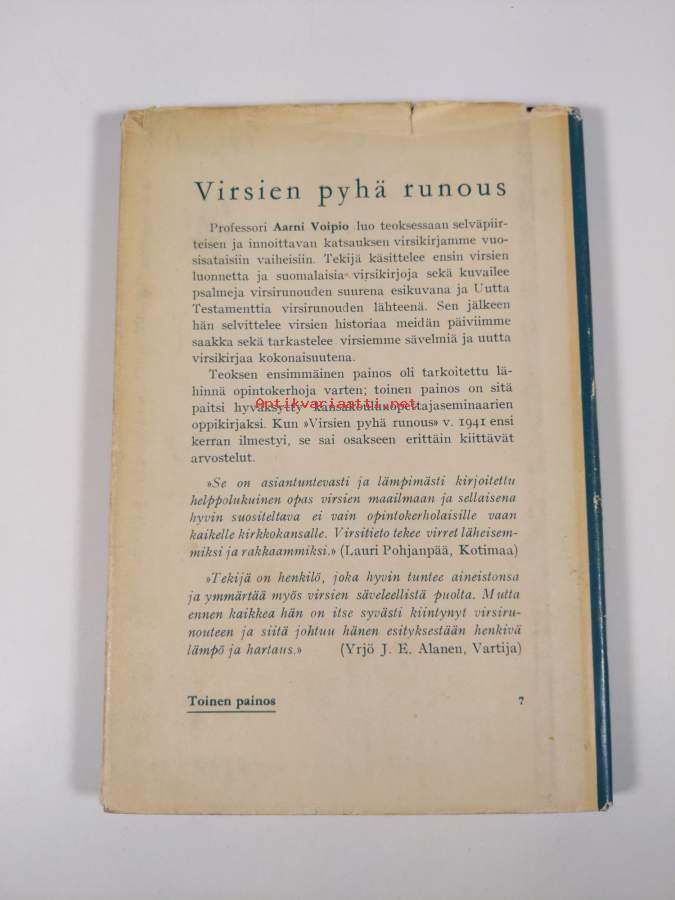 Virsien pyhä runous
Professori Aarni Voipio luo teoksessaan selväpiir-
teisen ja innoittavan katsauksen virsikirjamme vuo-
sisataisiin vaiheisiin. Tekijä käsittelee ensin virsien
luonnetta ja suomalaisia virsikirjoja sekä kuvailee
psalmeja virsirunouden suurena esikuvana ja Uutta
Testamenttia virsirunouden lähteenä. Sen jälkeen
hän selvittelee virsien historiaa meidän päiviimme
saakka sekä tarkastelee virsiemme sävelmiä ja uutta
virsikirjaa kokonaisuutena.
Teoksen ensimmäinen painos oli tarkoitettu lä-
hinnä opintokerhoja varten; toinen painos on sitä
Antikvariaatti.net
paitsi hyväksytty kansakoulunopettajaseminaarien
oppikirjaksi. Kun »Virsien pyhä runous» v. 1941 ensi
kerran ilmestyi, se sai osakseen erittäin kiittävät
arvostelut.
»Se on asiantuntevasti ja lämpimästi kirjoitettu
helppolukuinen opas virsien maailmaan ja sellaisena
hyvin suositeltava ei vain opintokerholaisille vaan
kaikelle kirkkokansalle. Virsitieto tekee virret läheisem-
miksi ja rakkaammiksi.» (Lauri Pohjanpää, Kotimaa)
»Tekijä on henkilö, joka hyvin tuntee aineistonsa
ja ymmärtää myös virsien säveleellistä puolta. Mutta
ennen kaikkea hän on itse syvästi kiintynyt virsiru-
nouteen ja siitä johtuu hänen esityksestään henkivä
lämpö ja hartaus.» (Yrjö J. E. Alanen, Vartija)
Toinen painos 7